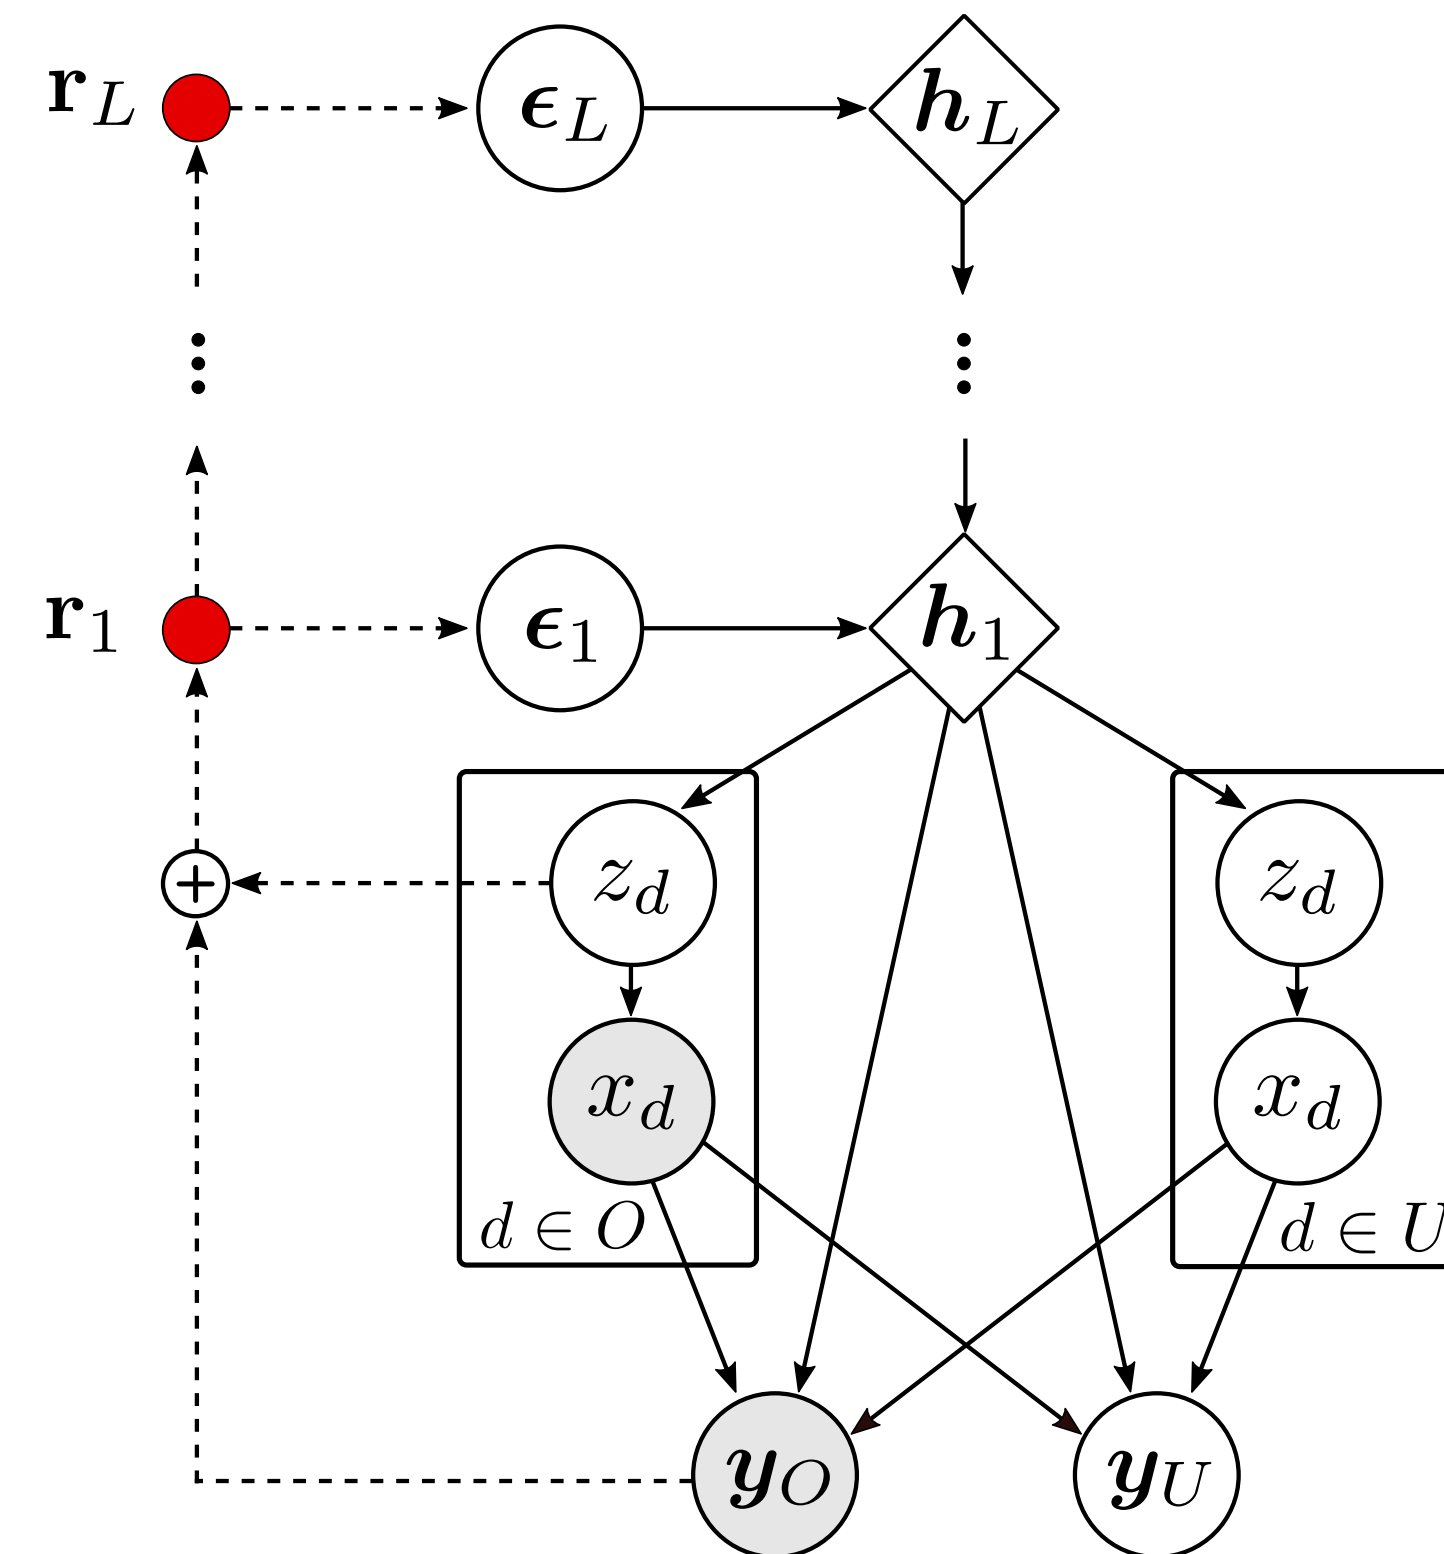 𝐫_L ϵ_L h_L
⋮ ⋮
𝐫_1 ϵ_1 h_1
+ z_d z_d
x_d x_d
d ∈ O d ∈ U
y_O y_U